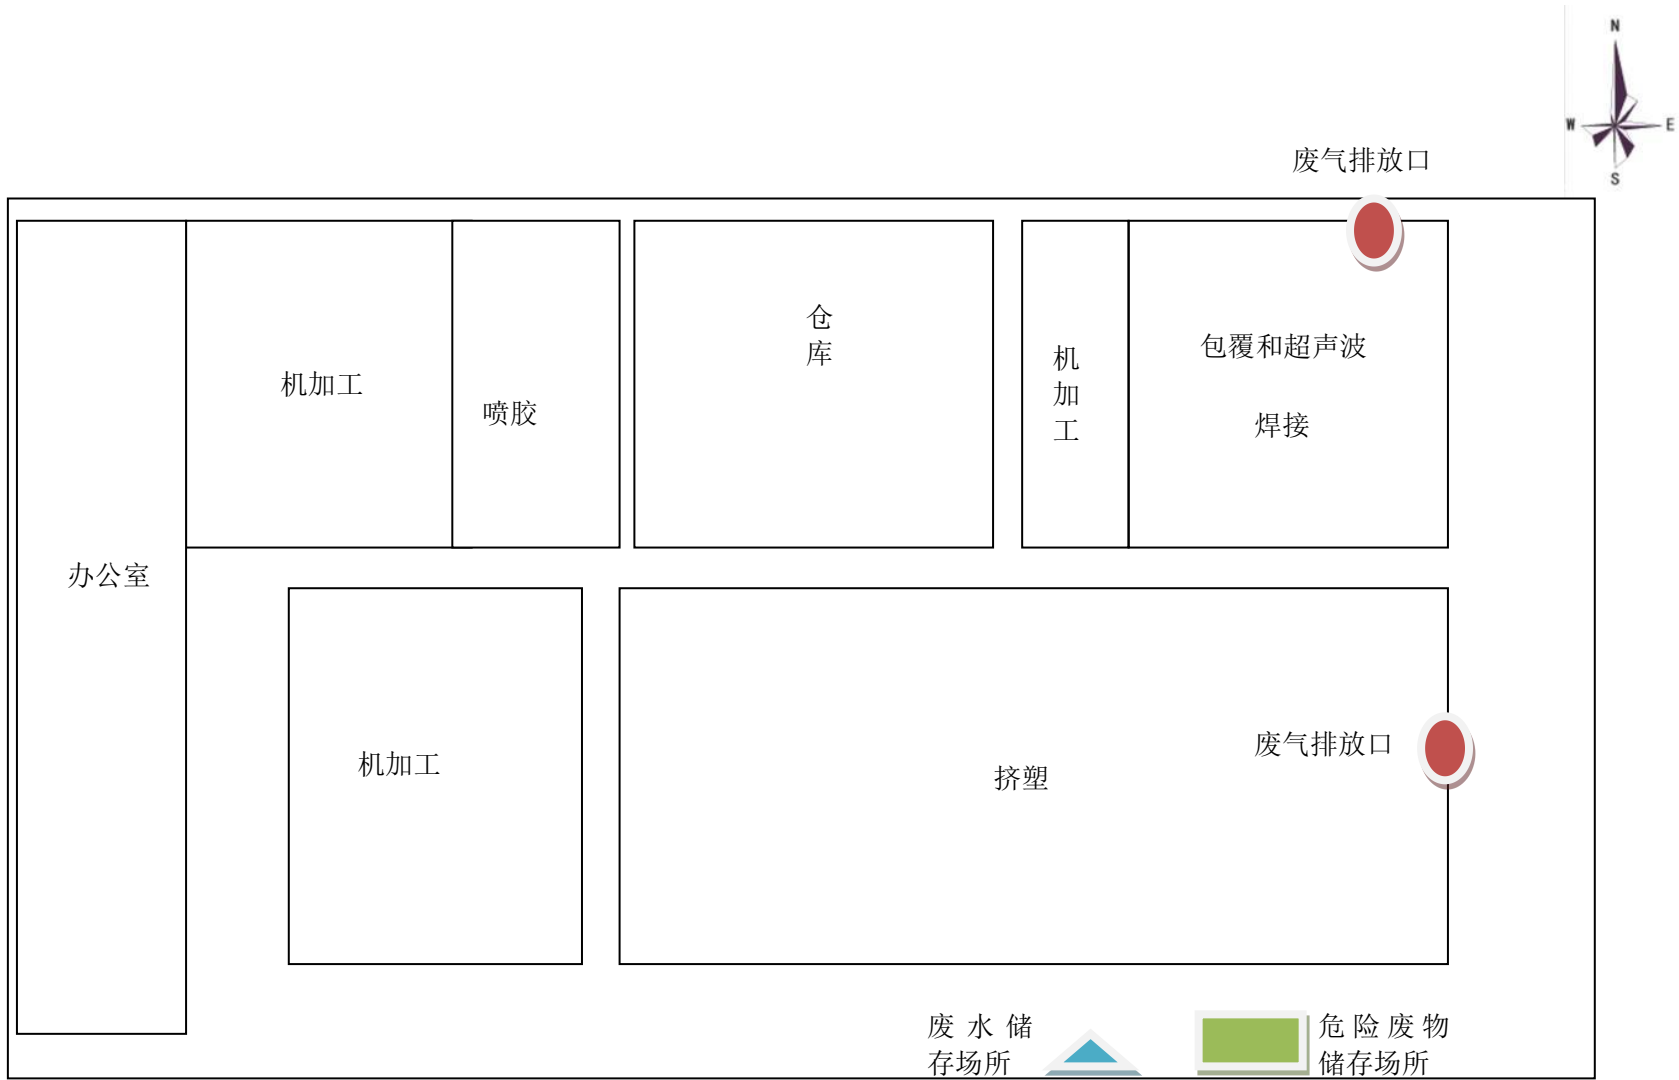 N
W E
S
废气排放口
仓
库
机加工
喷胶
机
加
工
包覆和超声波
焊接
办公室
机加工
挤塑
废气排放口
废水储
存场所
危险废物
储存场所